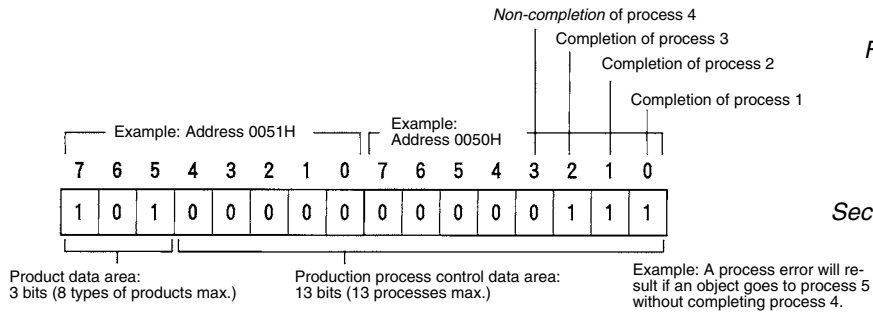 Non-completion of process 4
Completion of process 3
Completion of process 2
Completion of process 1
Example: Address 0051H
Example:
Address 0050H
7 6 5 4 3 2 1 0 7 6 5 4 3 2 1 0
1 0 1 0 0 0 0 0 0 0 0 0 0 1 1 1
Product data area:
3 bits (8 types of products max.)
Production process control data area:
13 bits (13 processes max.)
Example: A process error will re-
sult if an object goes to process 5
without completing process 4.